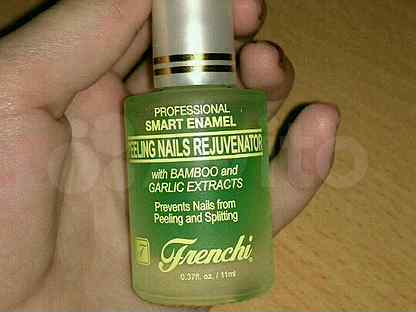 PROFESSIONAL
SMART ENAMEL
PEELING NAILS REJUVENATOR
with BAMBOO and
GARLIC EXTRACTS
Prevents Nails from
Peeling and Splitting
Frenchi
0.37fl. oz. / 11ml
Avito